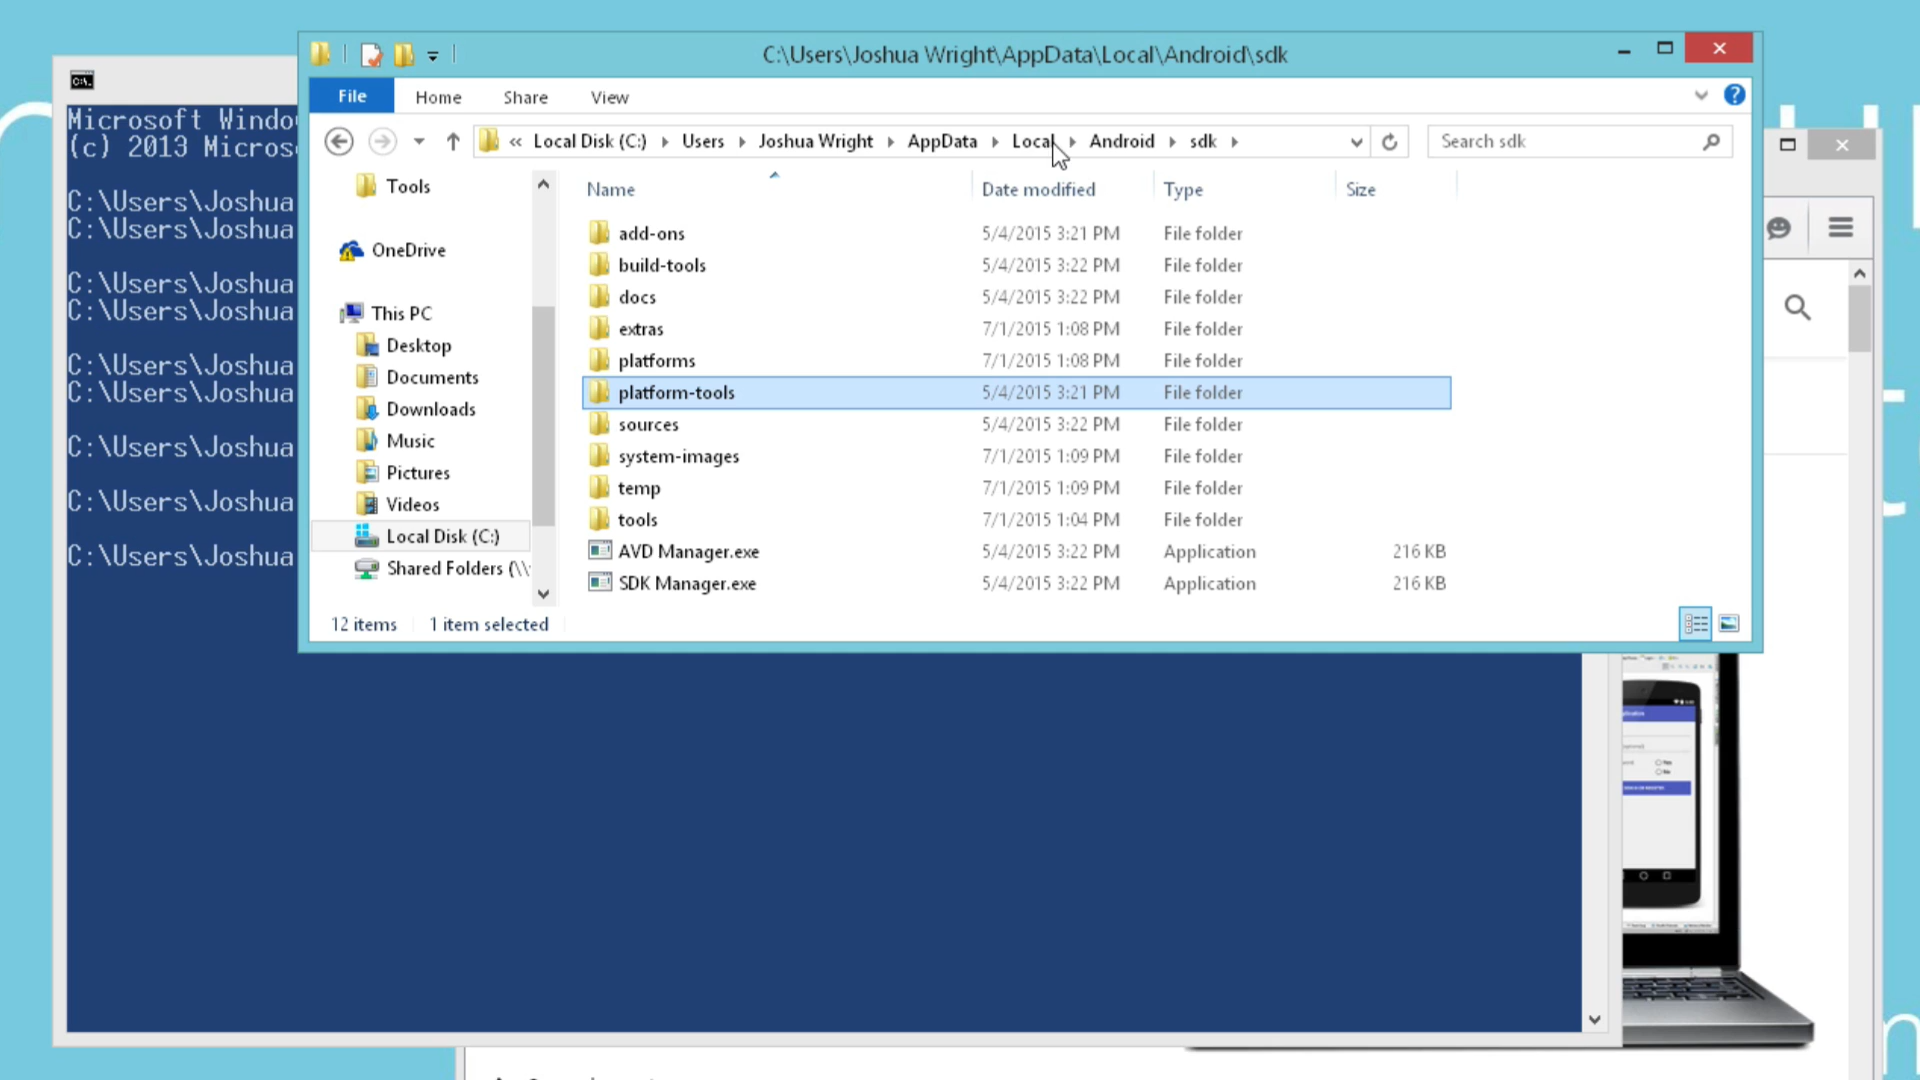 C:\Users\Joshua Wright\AppData\Local\Android\sdk
File Home Share View
« Local Disk (C:) Users Joshua Wright AppData Local Android sdk
Search sdk
Tools
OneDrive
This PC
Desktop
Documents
Downloads
Music
Pictures
Videos
Local Disk (C:)
Shared Folders (\\
Name Date modified Type Size
add-ons 5/4/2015 3:21 PM File folder
build-tools 5/4/2015 3:22 PM File folder
docs 5/4/2015 3:22 PM File folder
extras 7/1/2015 1:08 PM File folder
platforms 7/1/2015 1:08 PM File folder
platform-tools 5/4/2015 3:21 PM File folder
sources 5/4/2015 3:22 PM File folder
system-images 7/1/2015 1:09 PM File folder
temp 7/1/2015 1:09 PM File folder
tools 7/1/2015 1:04 PM File folder
AVD Manager.exe 5/4/2015 3:22 PM Application 216 KB
SDK Manager.exe 5/4/2015 3:22 PM Application 216 KB
12 items 1 item selected
C:\.
Microsoft Windo
(c) 2013 Micros
C:\Users\Joshua
C:\Users\Joshua
C:\Users\Joshua
C:\Users\Joshua
C:\Users\Joshua
C:\Users\Joshua
C:\Users\Joshua
C:\Users\Joshua
C:\Users\Joshua